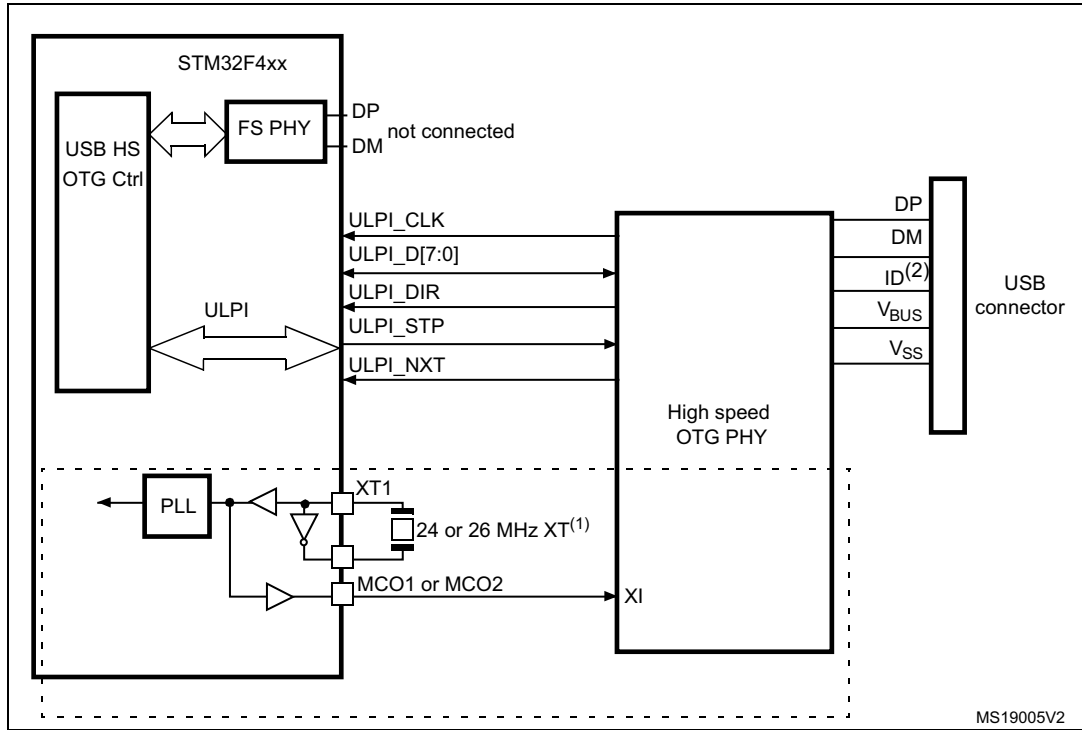 STM32F4xx
USB HS
OTG Ctrl
FS PHY
DP
DM
not connected
ULPI
ULPI_CLK
ULPI_D[7:0]
ULPI_DIR
ULPI_STP
ULPI_NXT
High speed
OTG PHY
DP
DM
ID(2)
VBUS
VSS
USB
connector
PLL
XT1
24 or 26 MHz XT(1)
MCO1 or MCO2
XI
MS19005V2